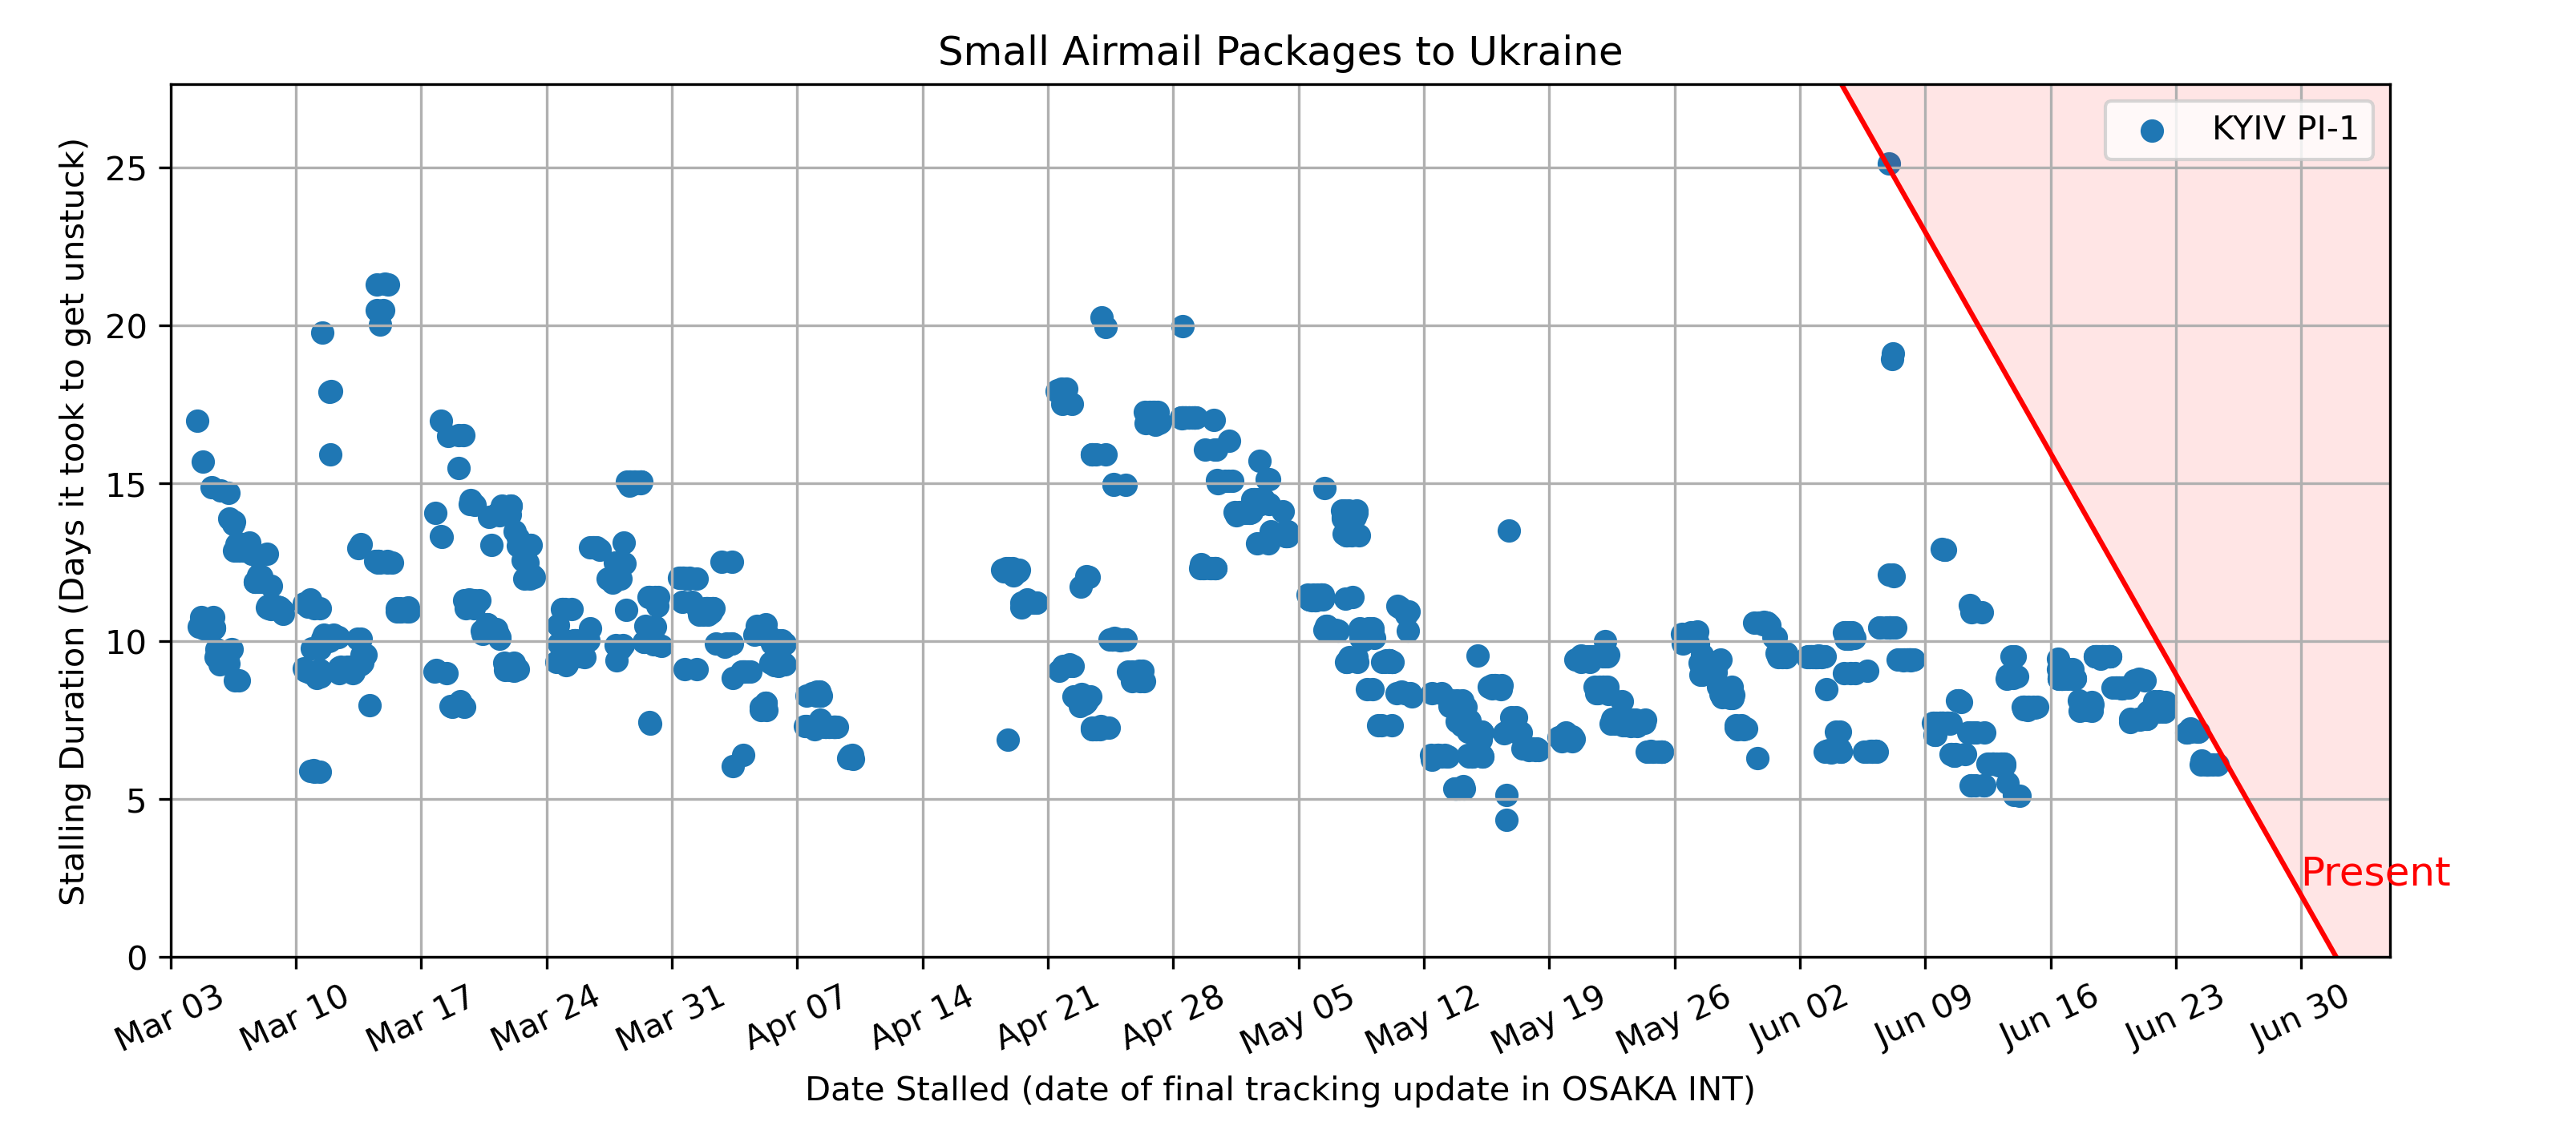 Small Airmail Packages to Ukraine
KYIV PI-1
Stalling Duration (Days it took to get unstuck)
25
20
15
10
5
0
Present
Mar 03
Mar 10
Mar 17
Mar 24
Mar 31
Apr 07
Apr 14
Apr 21
Apr 28
May 05
May 12
May 19
May 26
Jun 02
Jun 09
Jun 16
Jun 23
Jun 30
Date Stalled (date of final tracking update in OSAKA INT)